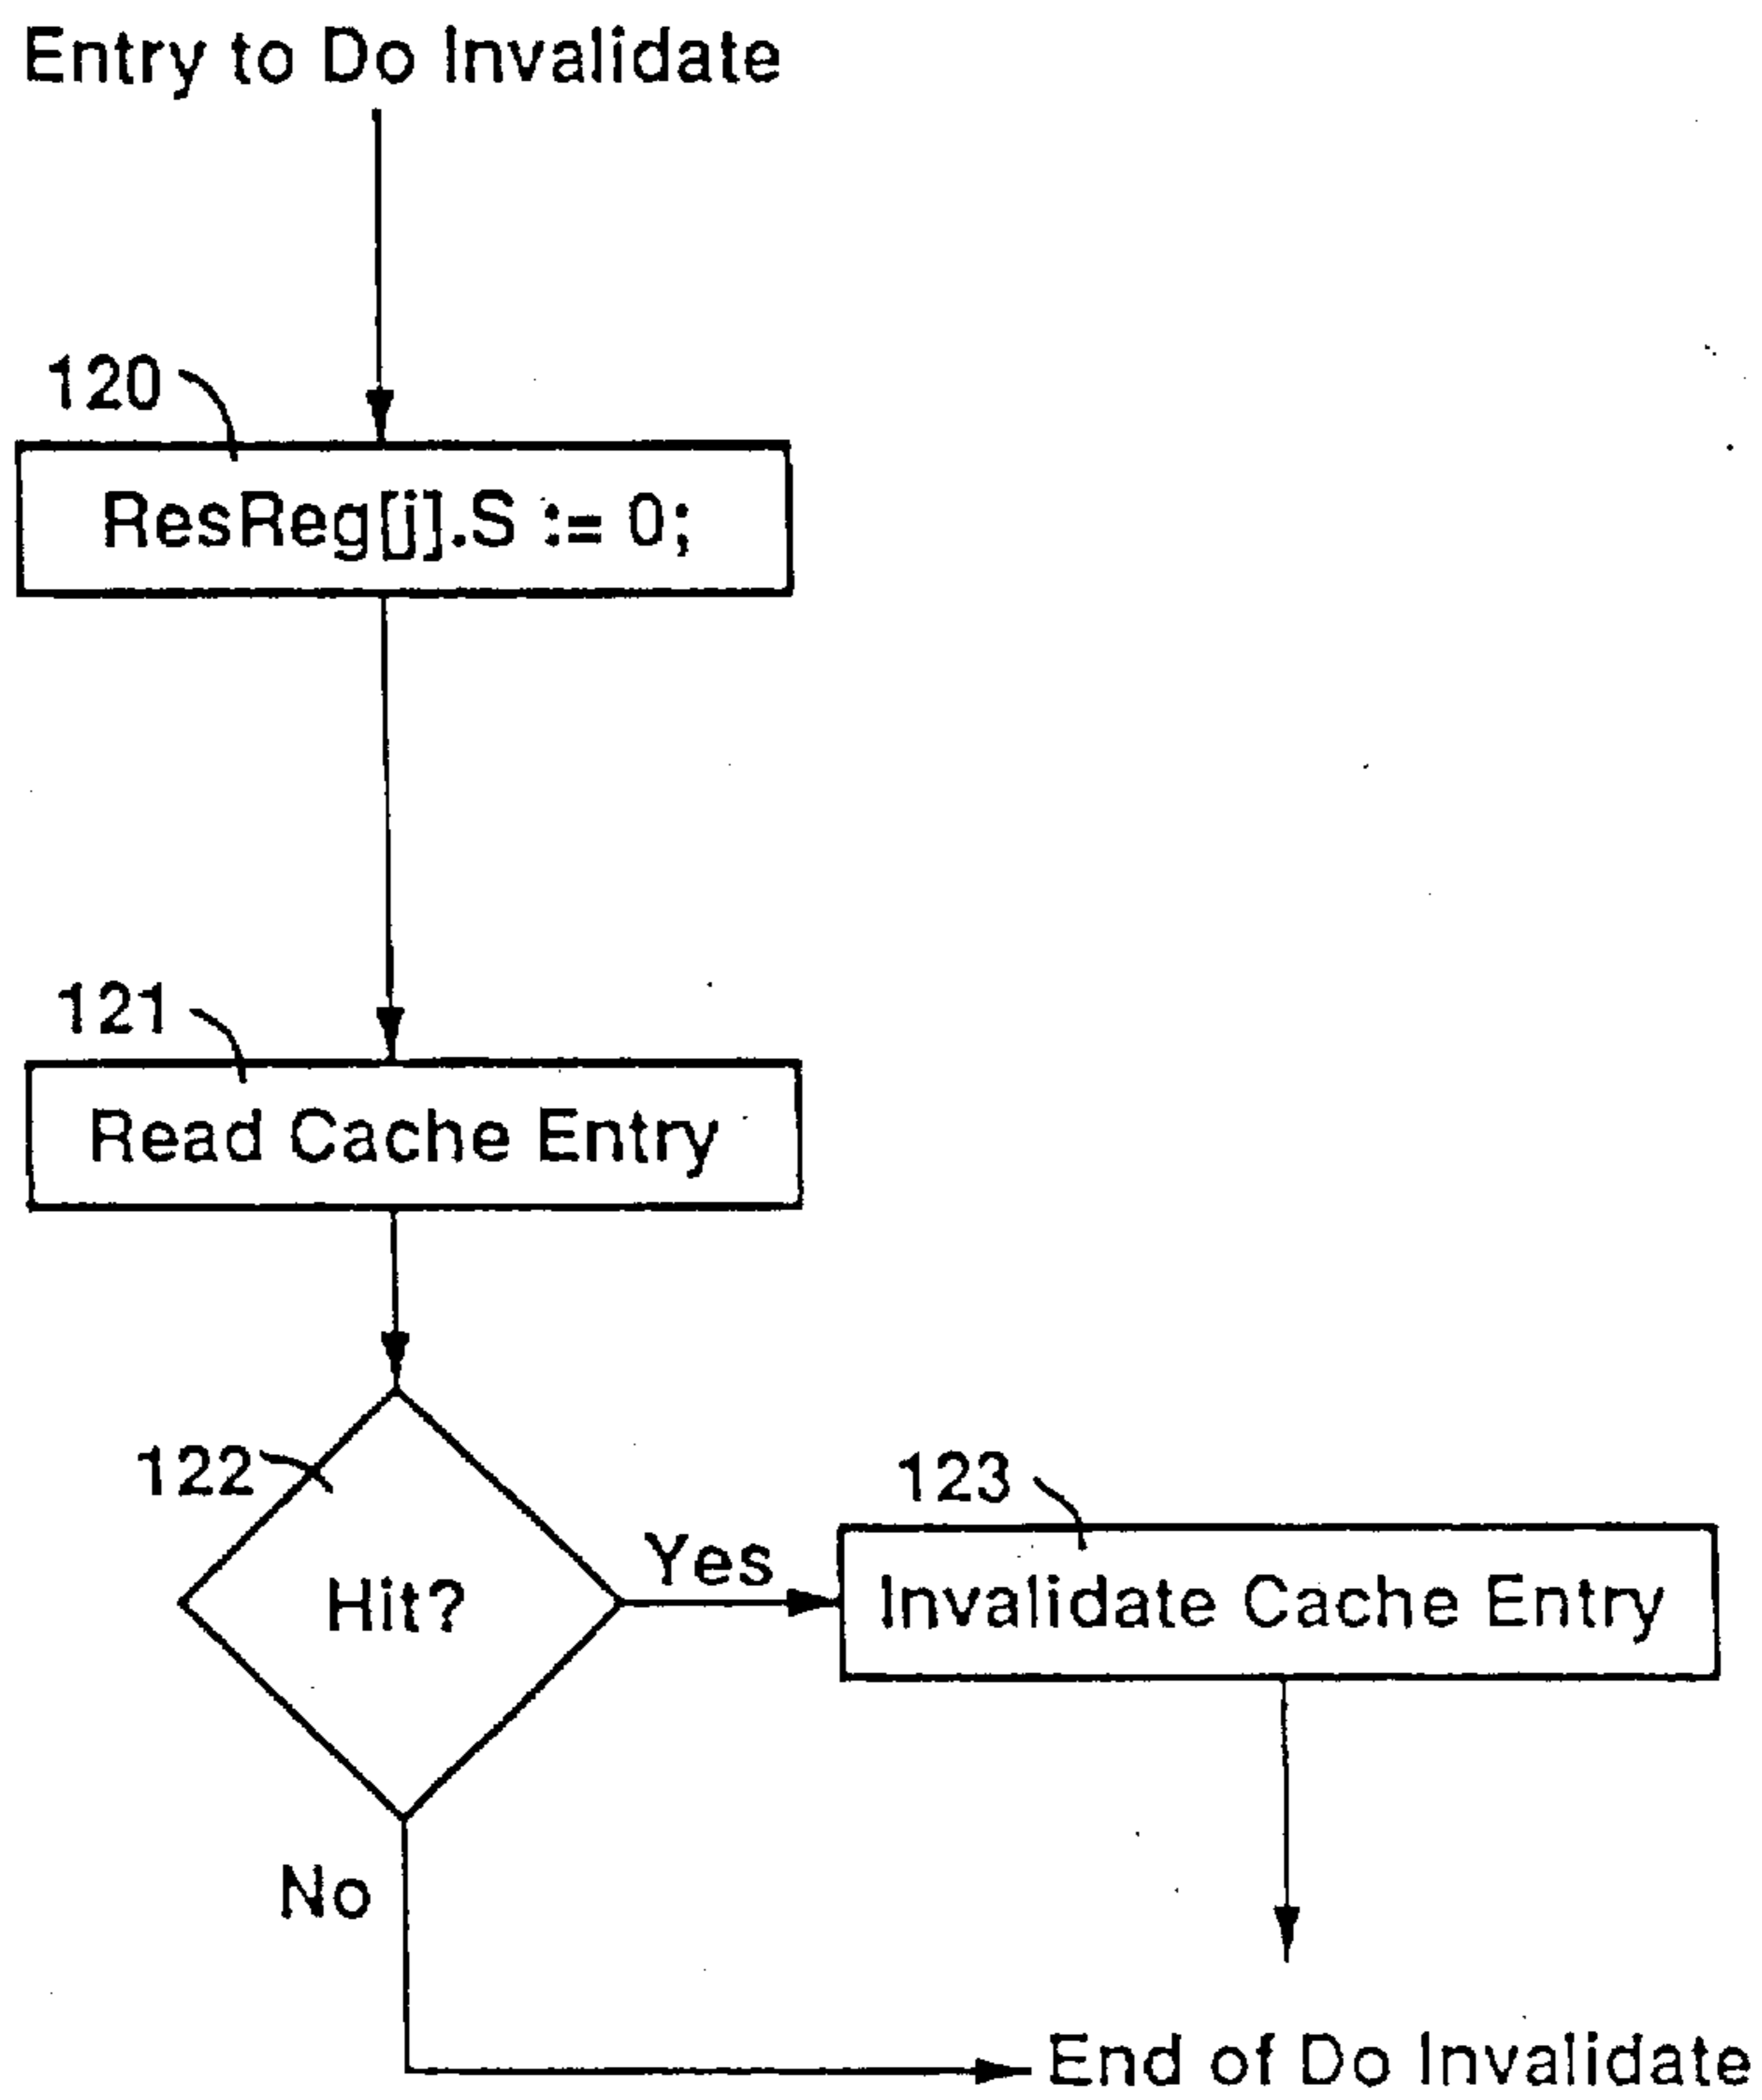 Entry to Do Invalidate
120
ResReg[j].S := 0;
121
Read Cache Entry
122
Hit?
Yes
123
Invalidate Cache Entry
No
End of Do Invalidate